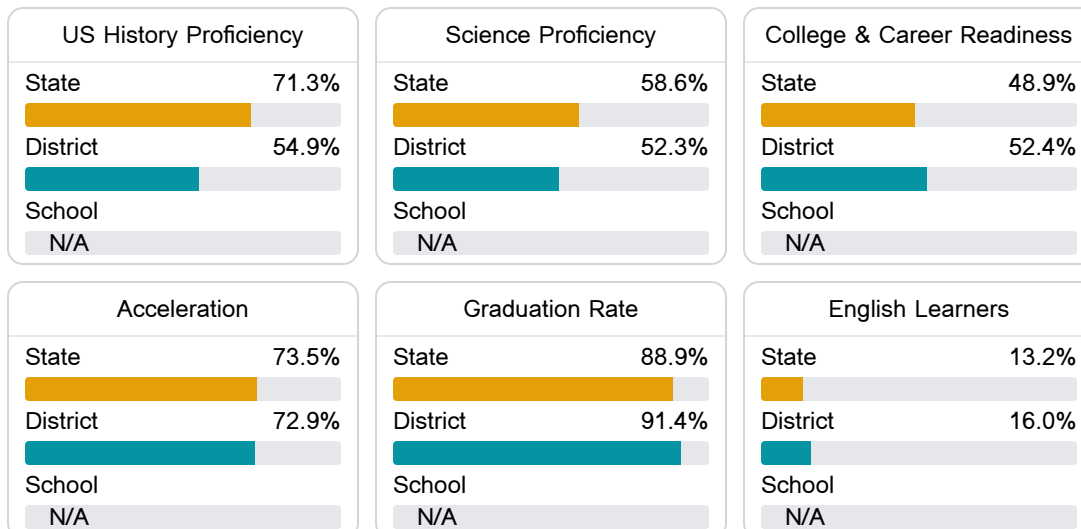 US History Proficiency
State 71.3%
District 54.9%
School
N/A
Science Proficiency
State 58.6%
District 52.3%
School
N/A
College & Career Readiness
State 48.9%
District 52.4%
School
N/A
Acceleration
State 73.5%
District 72.9%
School
N/A
Graduation Rate
State 88.9%
District 91.4%
School
N/A
English Learners
State 13.2%
District 16.0%
School
N/A